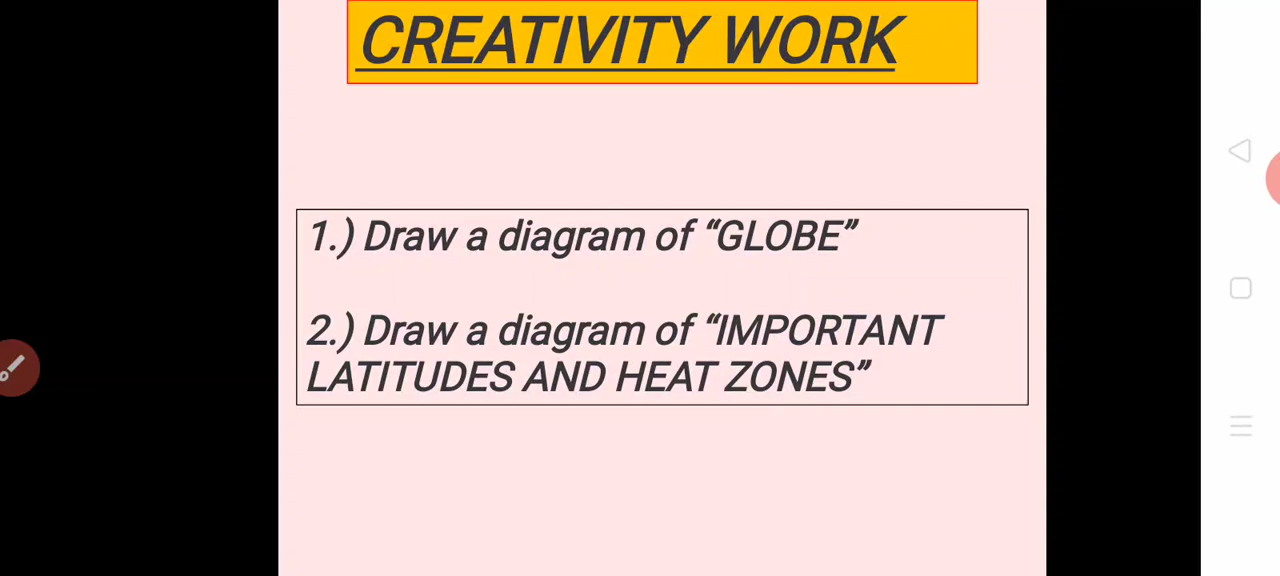 CREATIVITY WORK
1.) Draw a diagram of “GLOBE”
2.) Draw a diagram of “IMPORTANT
LATITUDES AND HEAT ZONES”